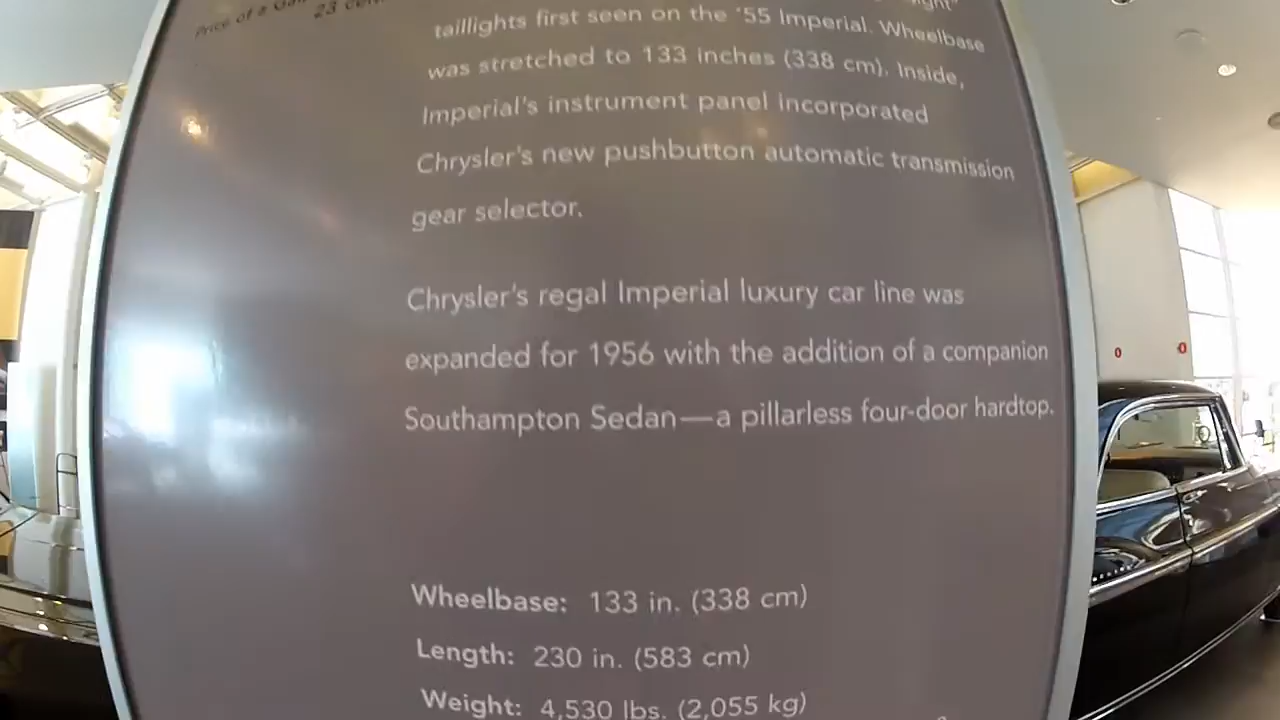 Price of a
23
taillights first seen on the '55 Imperial. Wheelbase
was stretched to 133 inches (338 cm). Inside,
Imperial's instrument panel incorporated
Chrysler's new pushbutton automatic transmission
gear selector.
Chrysler's regal Imperial luxury car line was
expanded for 1956 with the addition of a companion
Southampton Sedan—a pillarless four-door hardtop.
Wheelbase: 133 in. (338 cm)
Length: 230 in. (583 cm)
Weight: 4,530 lbs. (2,055 kg)